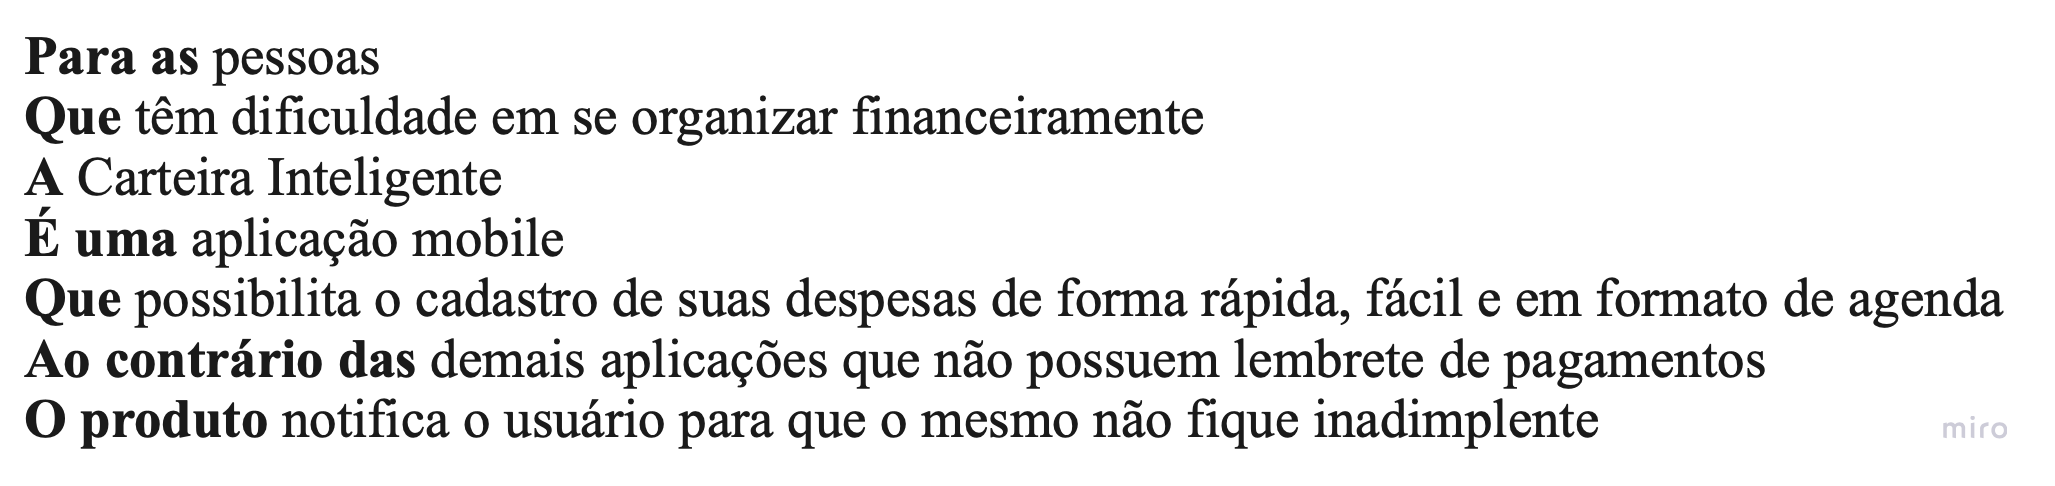 Para as pessoas
Que têm dificuldade em se organizar financeiramente
A Carteira Inteligente
É uma aplicação mobile
Que possibilita o cadastro de suas despesas de forma rápida, fácil e em formato de agenda
Ao contrário das demais aplicações que não possuem lembrete de pagamentos
O produto notifica o usuário para que o mesmo não fique inadimplente
miro